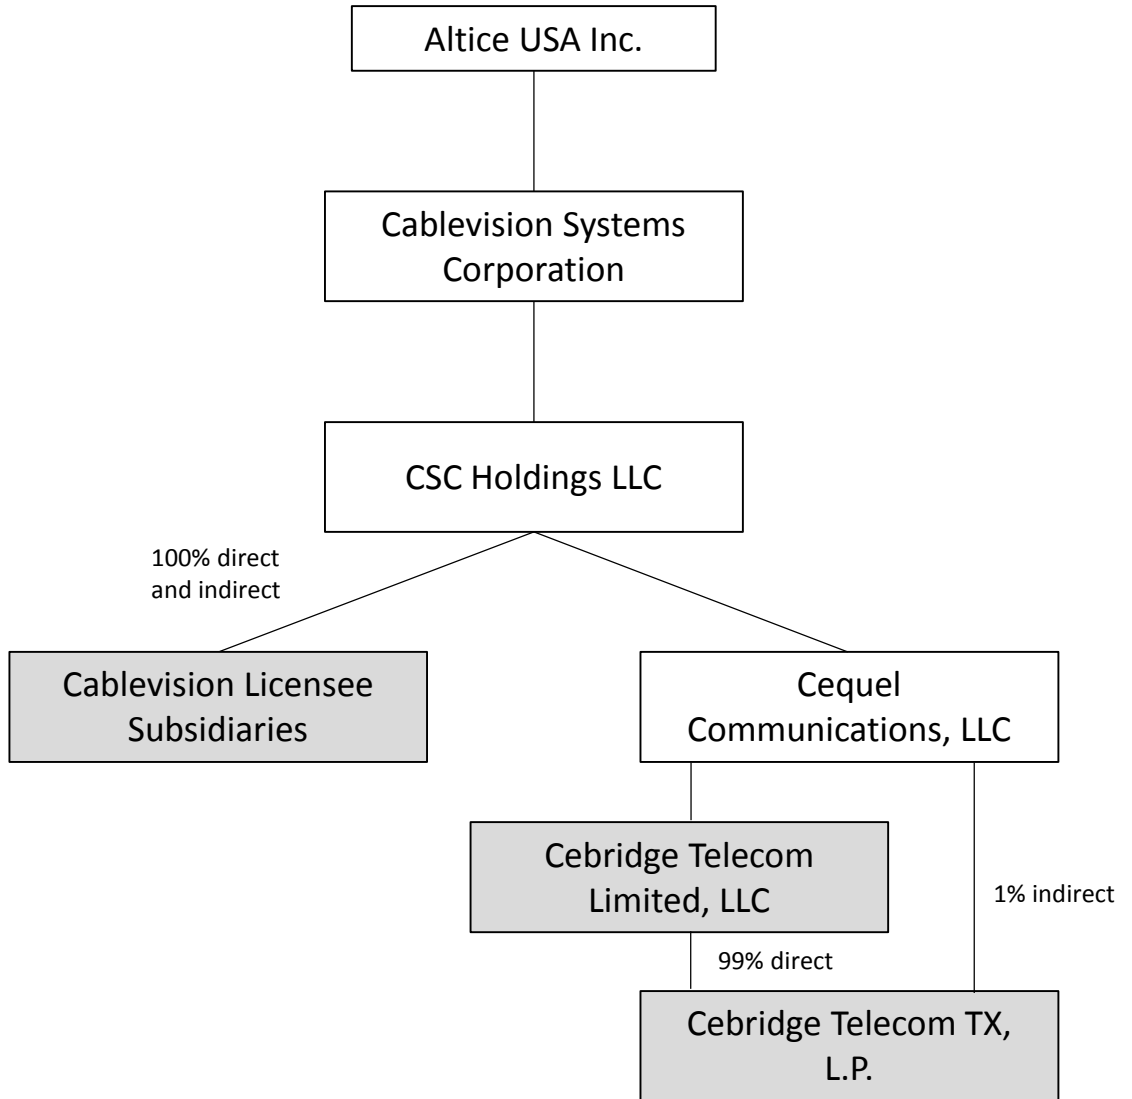 Altice USA Inc.
Cablevision Systems
Corporation
CSC Holdings LLC
100% direct
and indirect
Cablevision Licensee
Subsidiaries
Cequel
Communications, LLC
Cebridge Telecom
Limited, LLC
1% indirect
99% direct
Cebridge Telecom TX,
L.P.